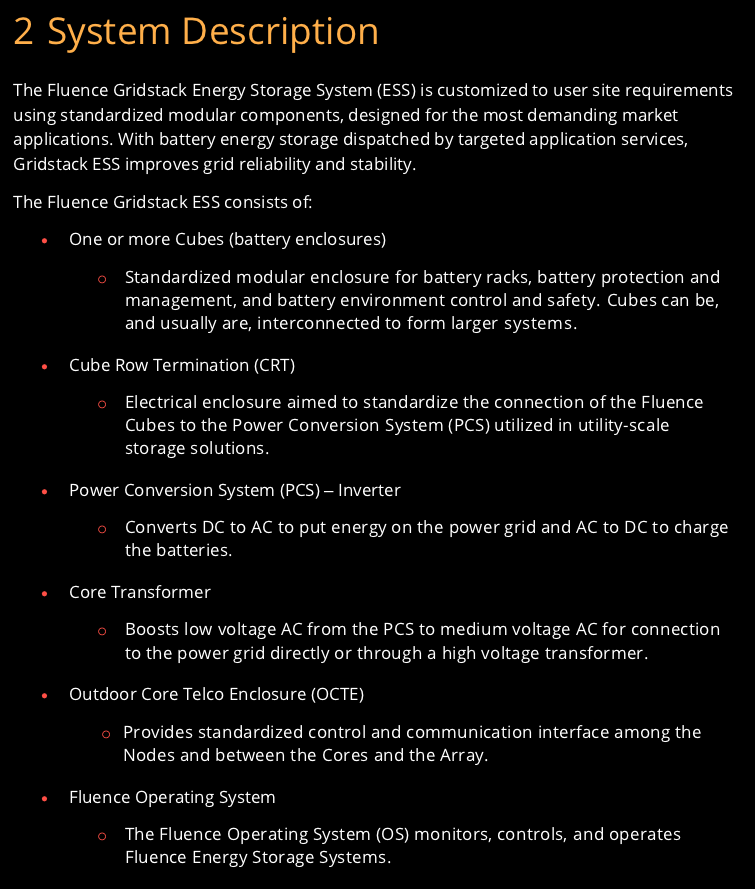 2 System Description
The Fluence Gridstack Energy Storage System (ESS) is customized to user site requirements
using standardized modular components, designed for the most demanding market
applications. With battery energy storage dispatched by targeted application services,
Gridstack ESS improves grid reliability and stability.
The Fluence Gridstack ESS consists of:
• One or more Cubes (battery enclosures)
○ Standardized modular enclosure for battery racks, battery protection and
management, and battery environment control and safety. Cubes can be,
and usually are, interconnected to form larger systems.
• Cube Row Termination (CRT)
○ Electrical enclosure aimed to standardize the connection of the Fluence
Cubes to the Power Conversion System (PCS) utilized in utility-scale
storage solutions.
• Power Conversion System (PCS) – Inverter
○ Converts DC to AC to put energy on the power grid and AC to DC to charge
the batteries.
• Core Transformer
○ Boosts low voltage AC from the PCS to medium voltage AC for connection
to the power grid directly or through a high voltage transformer.
• Outdoor Core Telco Enclosure (OCTE)
○ Provides standardized control and communication interface among the
Nodes and between the Cores and the Array.
• Fluence Operating System
○ The Fluence Operating System (OS) monitors, controls, and operates
Fluence Energy Storage Systems.